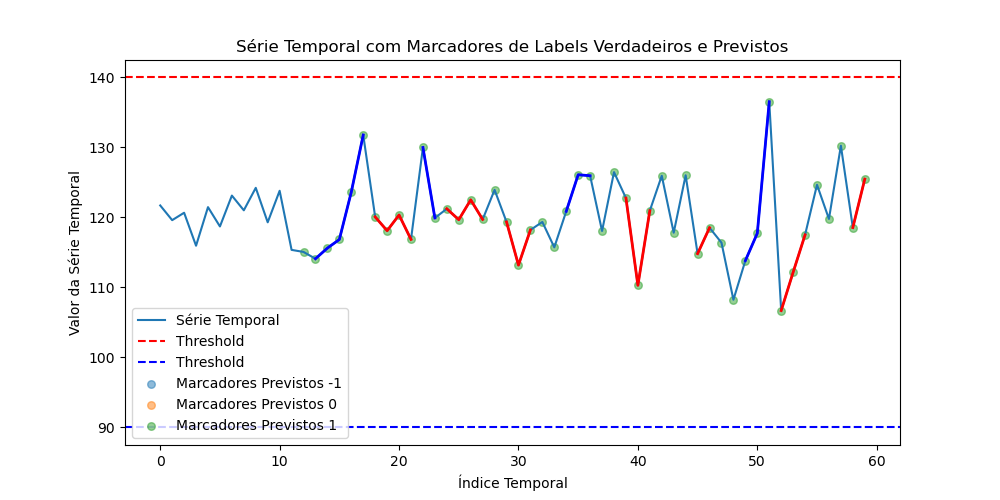 Série Temporal com Marcadores de Labels Verdadeiros e Previstos
Valor da Série Temporal
140
130
120
110
100
90
Série Temporal
Threshold
Threshold
Marcadores Previstos -1
Marcadores Previstos 0
Marcadores Previstos 1
0 10 20 30 40 50 60
Índice Temporal